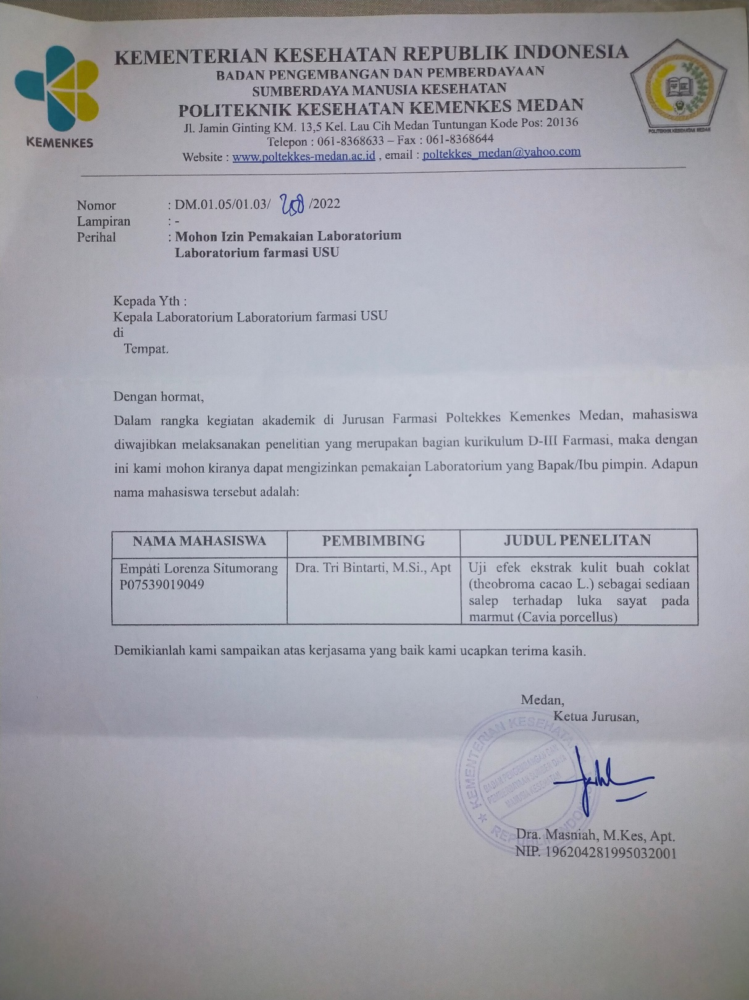 KEMENKES
KEMENTERIAN KESEHATAN REPUBLIK INDONESIA
BADAN PENGEMBANGAN DAN PEMBERDAYAAN
SUMBERDAYA MANUSIA KESEHATAN
POLITEKNIK KESEHATAN KEMENKES MEDAN
Jl. Jamin Ginting KM. 13,5 Kel. Lau Cih Medan Tuntungan Kode Pos: 20136
Telepon : 061-8368633 – Fax : 061-8368644
Website : www.poltekkes-medan.ac.id , email : poltekkes_medan@yahoo.com
POLITEKNIK KESEHATAN MEDAN
Nomor : DM.01.05/01.03/ /2022
Lampiran : -
Perihal : Mohon Izin Pemakaian Laboratorium
Laboratorium farmasi USU
Kepada Yth :
Kepala Laboratorium Laboratorium farmasi USU
di
Tempat.
Dengan hormat,
Dalam rangka kegiatan akademik di Jurusan Farmasi Poltekkes Kemenkes Medan, mahasiswa
diwajibkan melaksanakan penelitian yang merupakan bagian kurikulum D-III Farmasi, maka dengan
ini kami mohon kiranya dapat mengizinkan pemakaian Laboratorium yang Bapak/Ibu pimpin. Adapun
nama mahasiswa tersebut adalah:
NAMA MAHASISWA PEMBIMBING JUDUL PENELITAN
Empati Lorenza Situmorang Dra. Tri Bintarti, M.Si., Apt Uji efek ekstrak kulit buah coklat
P07539019049 (theobroma cacao L.) sebagai sediaan
salep terhadap luka sayat pada
marmut (Cavia porcellus)
Demikianlah kami sampaikan atas kerjasama yang baik kami ucapkan terima kasih.
Medan,
Ketua Jurusan,
KEMENTERIAN KESEHATAN
BADAN PENGEMBANGAN DAN
PEMBERDAYAAN SUMBER DAYA
MANUSIA KESEHATAN
REPUBLIK INDONESIA
Dra. Masniah, M.Kes, Apt.
NIP. 196204281995032001